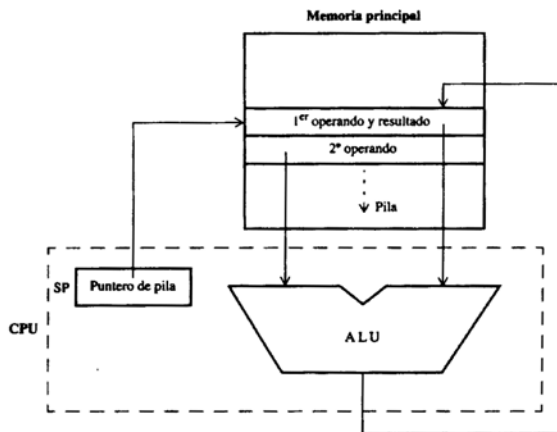 Memoria principal
1er operando y resultado
2º operando
Pila
SP
Puntero de pila
CPU
ALU